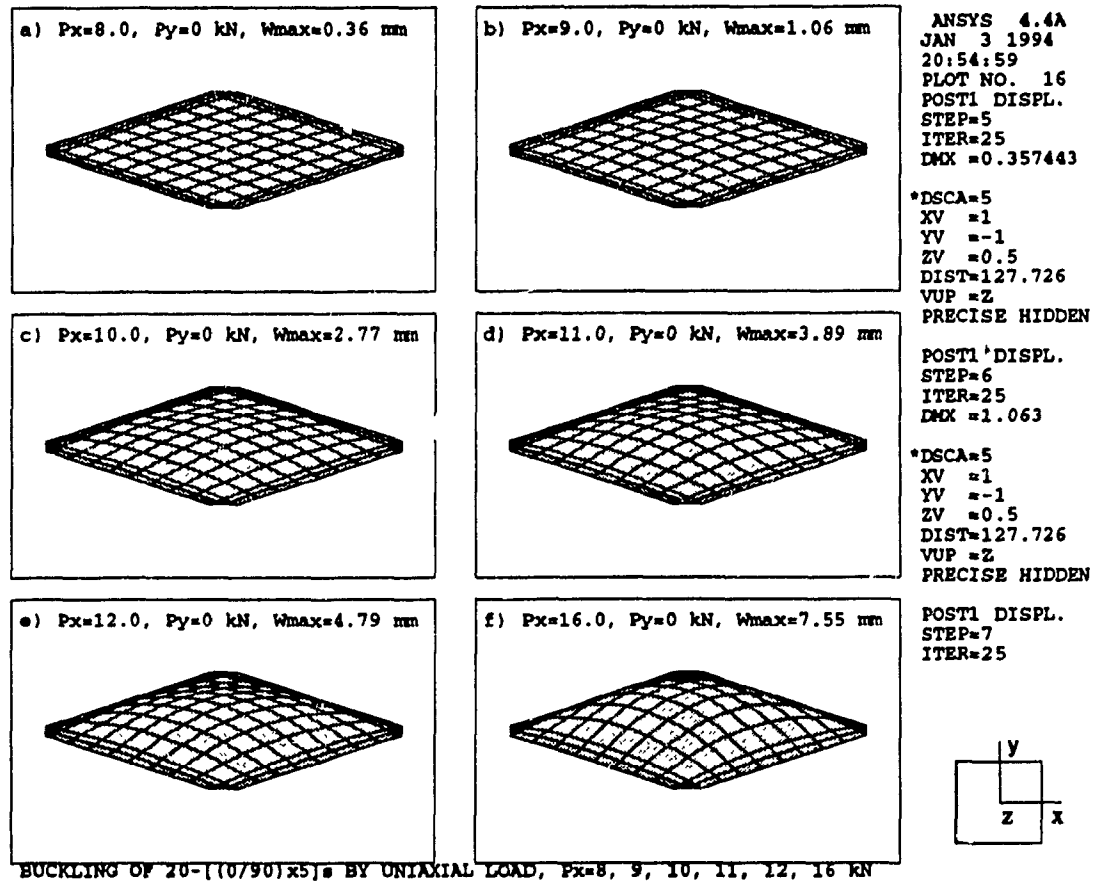 a) Px=8.0, Py=0 kN, Wmax=0.36 mm
b) Px=9.0, Py=0 kN, Wmax=1.06 mm
c) Px=10.0, Py=0 kN, Wmax=2.77 mm
d) Px=11.0, Py=0 kN, Wmax=3.89 mm
e) Px=12.0, Py=0 kN, Wmax=4.79 mm
f) Px=16.0, Py=0 kN, Wmax=7.55 mm
ANSYS 4.4A
JAN 3 1994
20:54:59
PLOT NO. 16
POST1 DISPL.
STEP=5
ITER=25
DMX =0.357443
*DSCA=5
XV =1
YV =-1
ZV =0.5
DIST=127.726
VUP =Z
PRECISE HIDDEN
POST1 DISPL.
STEP=6
ITER=25
DMX =1.063
*DSCA=5
XV =1
YV =-1
ZV =0.5
DIST=127.726
VUP =Z
PRECISE HIDDEN
POST1 DISPL.
STEP=7
ITER=25
y
z x
BUCKLING OF 20-[(0/90)x5]s BY UNIAXIAL LOAD, Px=8, 9, 10, 11, 12, 16 kN